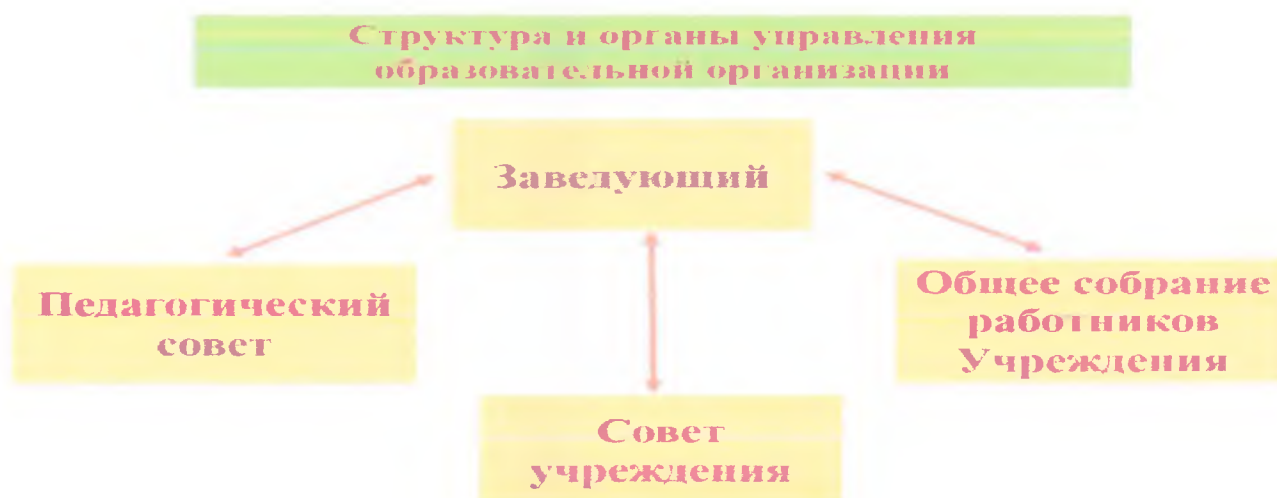 Структура и органы управления
образовательной организации
Заведующий
Педагогический
совет
Общее собрание
работников
Учреждения
Совет
учреждения